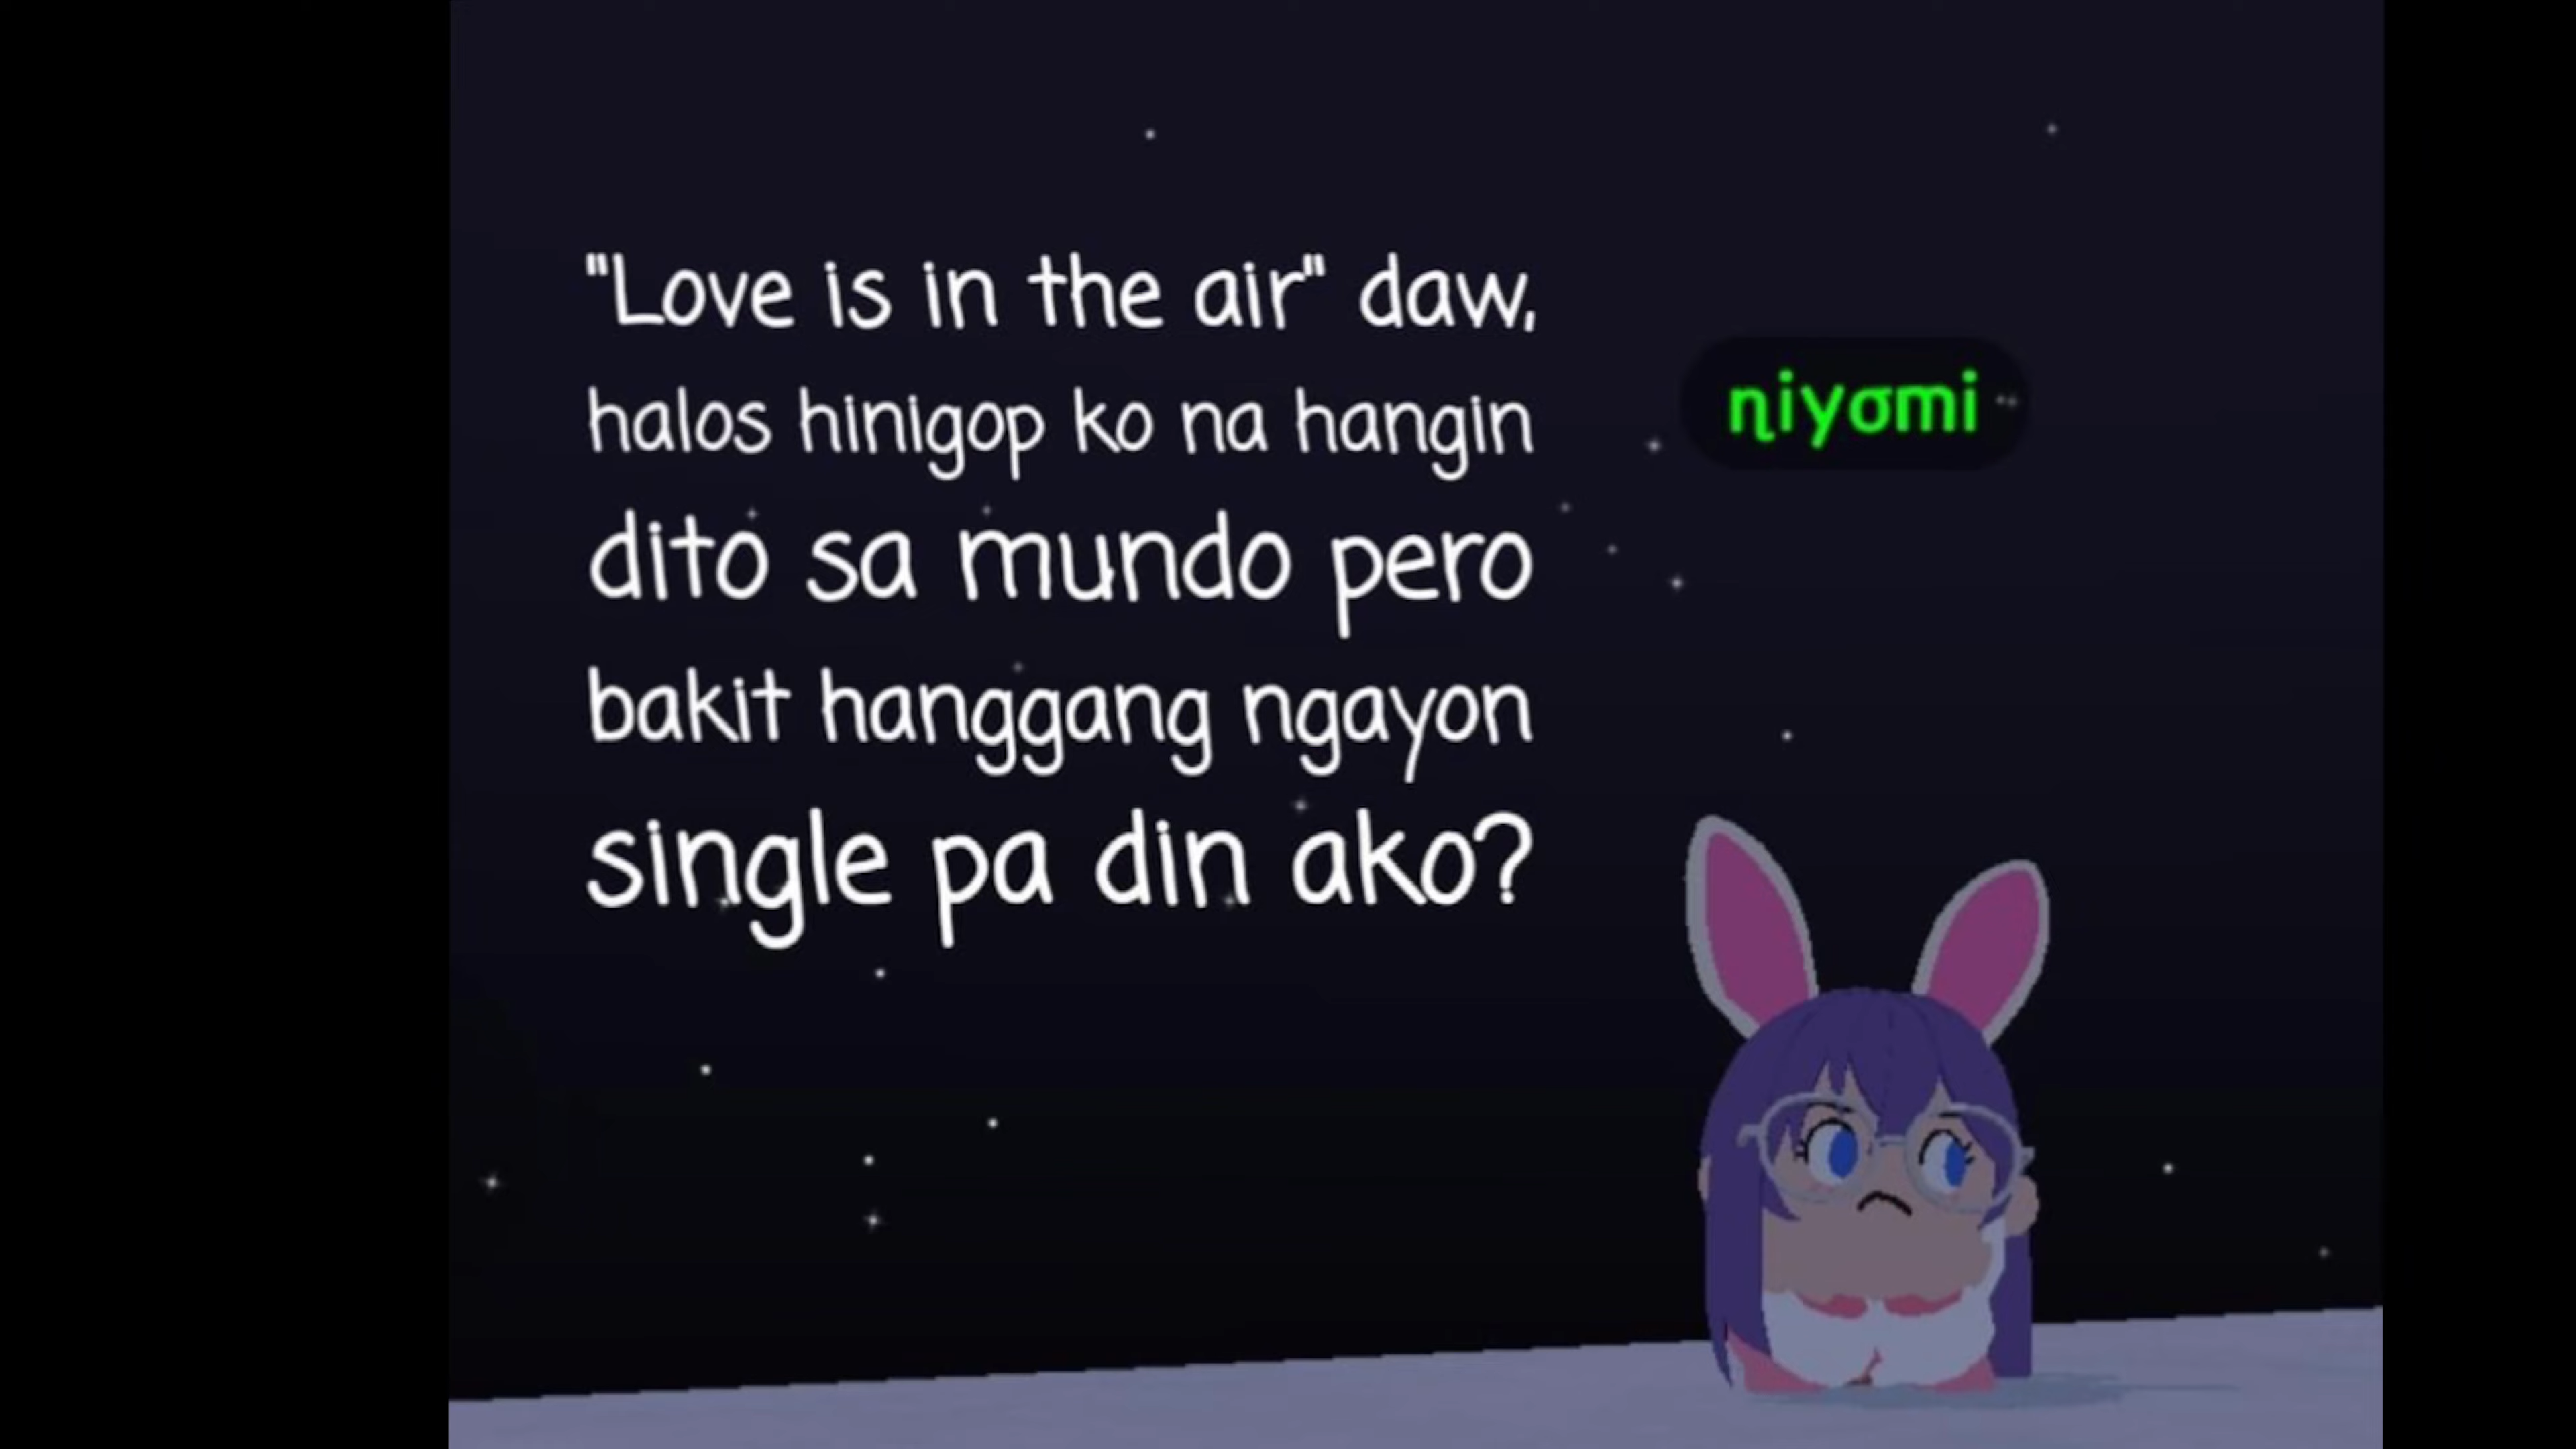 "Love is in the air" daw,
halos hinigop ko na hangin
dito sa mundo pero
bakit hanggang ngayon
single pa din ako?
ɳiyσmi